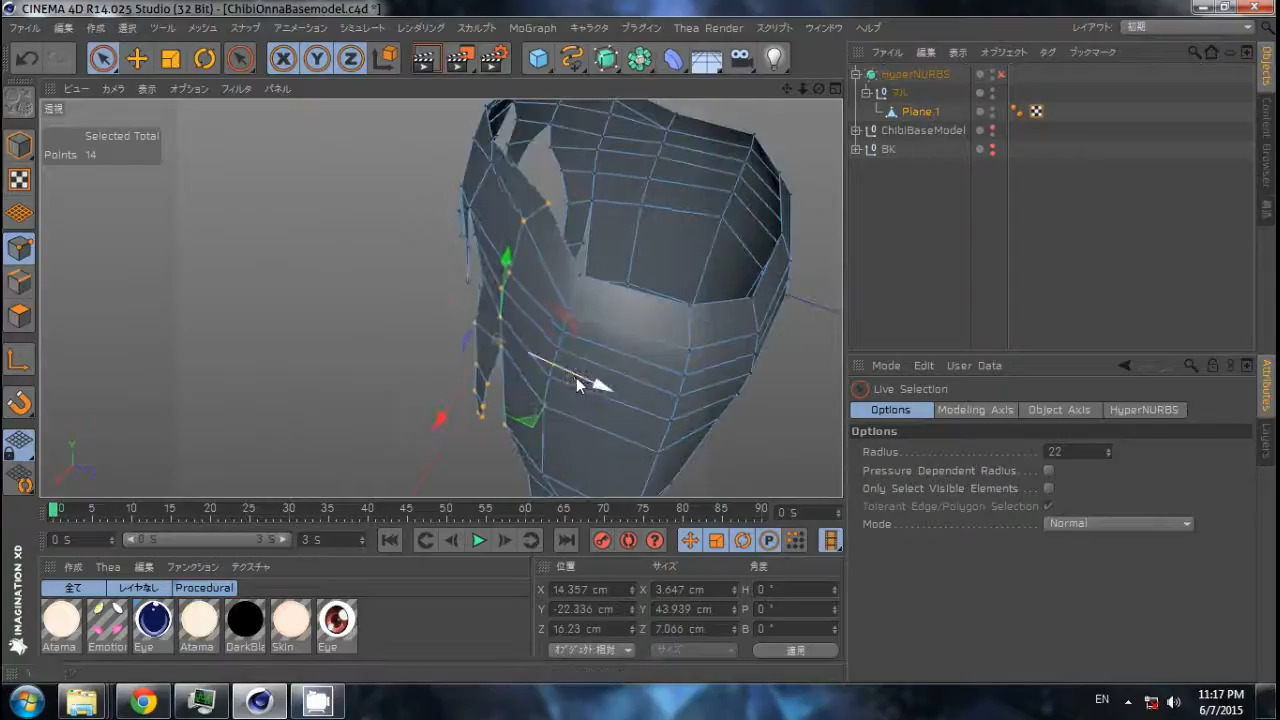 CINEMA 4D R14.025 Studio (32 Bit) - [ChibiOnnaBasemodel.c4d *]
ファイル 編集 作成 選択 ツール メッシュ スナップ アニメーション シミュレート レンダリング スカルプト MoGraph キャラクタ プラグイン Thea Render スクリプト ウインドウ ヘルプ
レイアウト: 初期
X Y Z
ビュー カメラ 表示 オプション フィルタ パネル
ファイル 編集 表示 オブジェクト タグ ブックマーク
透視
Selected Total
Points 14
HyperNURBS
マル
Plane.1
ChibiBaseModel
BK
Objects
Content Browser
構造
Mode Edit User Data
Live Selection
Options Modeling Axis Object Axis HyperNURBS
Options
Radius 22
Pressure Dependent Radius
Only Select Visible Elements
Tolerant Edge/Polygon Selection
Mode Normal
Attributes
Layers
Y
0 5 10 15 20 25 30 35 40 45 50 55 60 65 70 75 80 85 90 0 S
0 S 0 S 3 S 3 S
P
作成 Thea 編集 ファンクション テクスチャ
全て レイヤなし Procedural
Atama Emotion Eye Atama DarkBla Skin Eye
位置 サイズ 角度
X 14.357 cm X 3.647 cm H 0 °
Y -22.336 cm Y 43.939 cm P 0 °
Z 16.23 cm Z 7.066 cm B 0 °
オブジェクト相対 サイズ 適用
IMAGINATION XD
EN
11:17 PM
6/7/2015